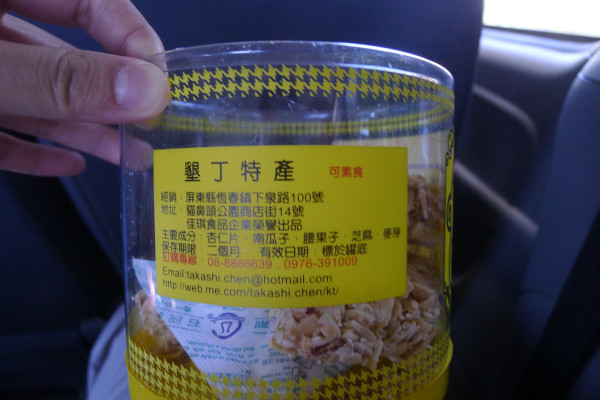 墾丁特產 可素食
經銷：屏東縣恆春鎮下泉路100號
地址：貓鼻頭公園商店街14號
佳琪食品企業榮譽出品
主要成分：杏仁片．南瓜子．腰果子．芝麻．麥芽
保存期限：二個月 有效日期：標於罐底
訂購專線 08-8866639．0976-391009
Email:takashi.chen@hotmail.com
http://web.me.com/takashi.chen/kt/